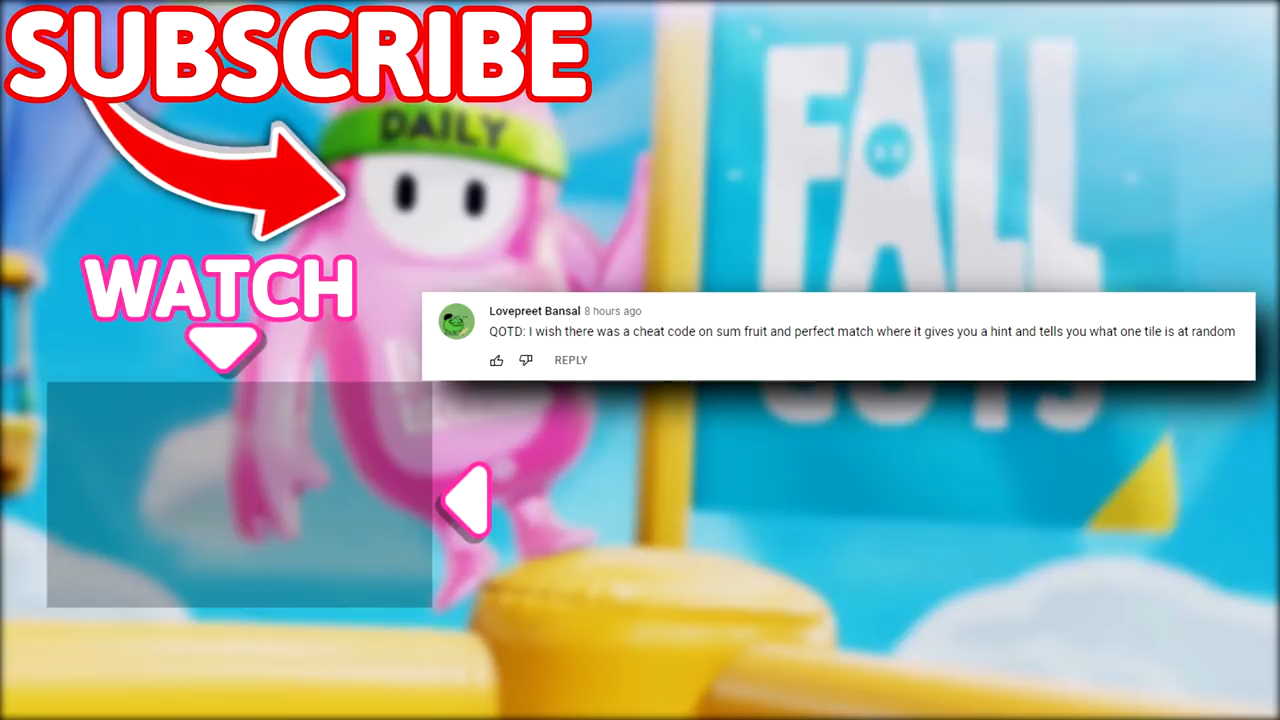 SUBSCRIBE
DAILY
FALL
WATCH
Lovepreet Bansal 8 hours ago
QOTD: I wish there was a cheat code on sum fruit and perfect match where it gives you a hint and tells you what one tile is at random
REPLY